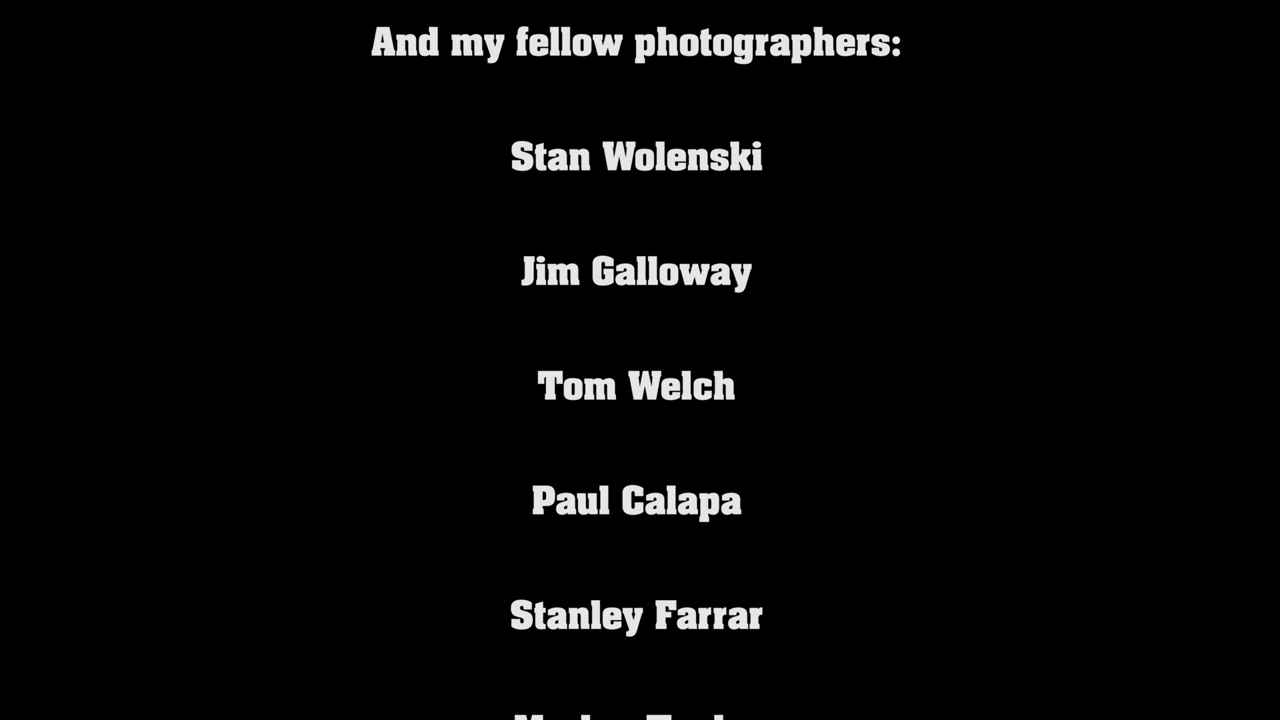 And my fellow photographers:
Stan Wolenski
Jim Galloway
Tom Welch
Paul Calapa
Stanley Farrar